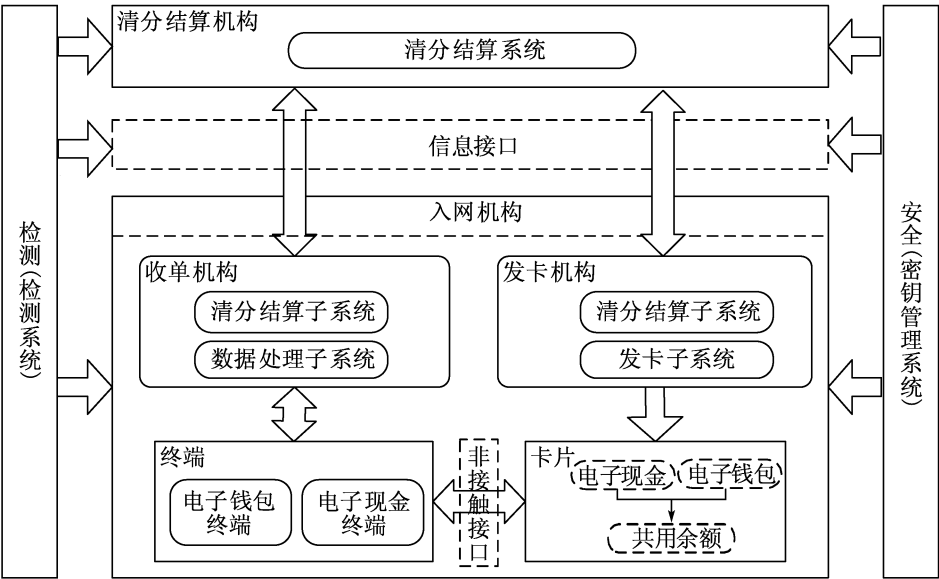 清分结算机构
清分结算系统
信息接口
入网机构
检测(检测系统)
安全(密钥管理系统)
收单机构
清分结算子系统
数据处理子系统
发卡机构
清分结算子系统
发卡子系统
终端
电子钱包
终端
电子现金
终端
非接触接口
卡片
电子现金
电子钱包
共用余额